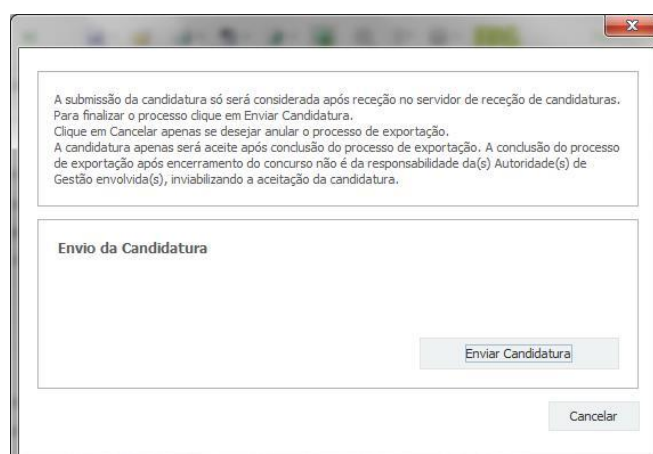 A submissão da candidatura só será considerada após receção no servidor de receção de candidaturas.
Para finalizar o processo clique em Enviar Candidatura.
Clique em Cancelar apenas se desejar anular o processo de exportação.
A candidatura apenas será aceite após conclusão do processo de exportação. A conclusão do processo
de exportação após encerramento do concurso não é da responsabilidade da(s) Autoridade(s) de
Gestão envolvida(s), inviabilizando a aceitação da candidatura.
Envio da Candidatura
Enviar Candidatura
Cancelar